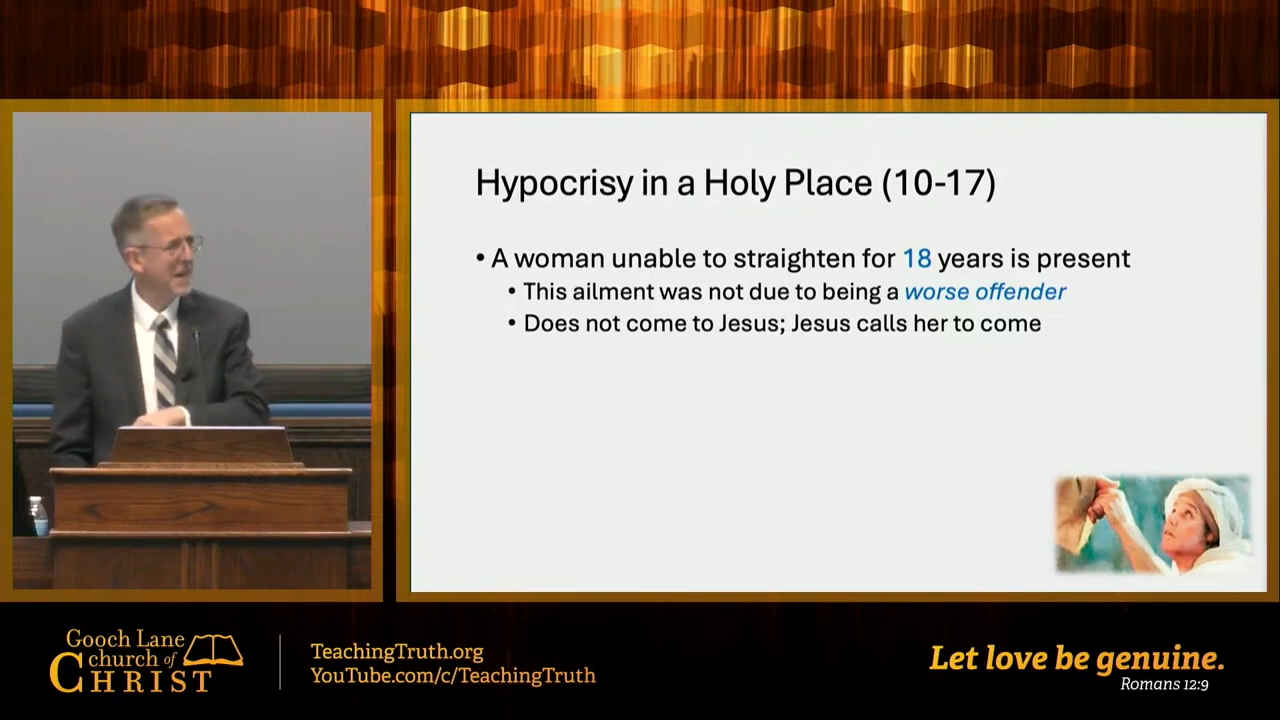 Hypocrisy in a Holy Place (10-17)
• A woman unable to straighten for 18 years is present
• This ailment was not due to being a worse offender
• Does not come to Jesus; Jesus calls her to come
Gooch Lane
church of
CHRIST
TeachingTruth.org
YouTube.com/c/TeachingTruth
Let love be genuine.
Romans 12:9